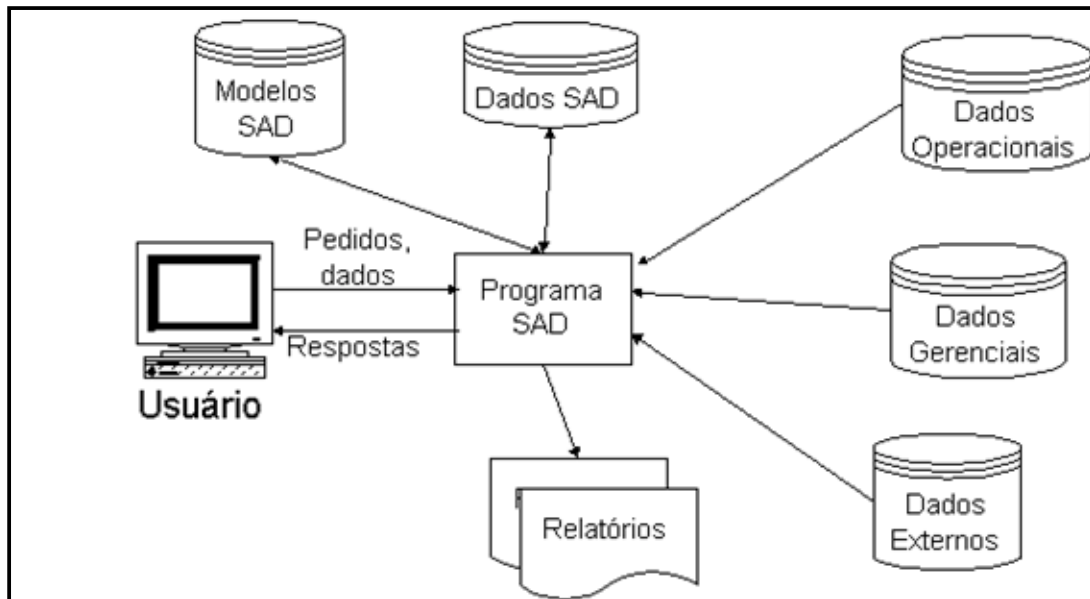 Modelos
SAD
Dados SAD
Dados
Operacionais
Pedidos,
dados
Programa
SAD
Respostas
Usuário
Dados
Gerenciais
Relatórios
Dados
Externos